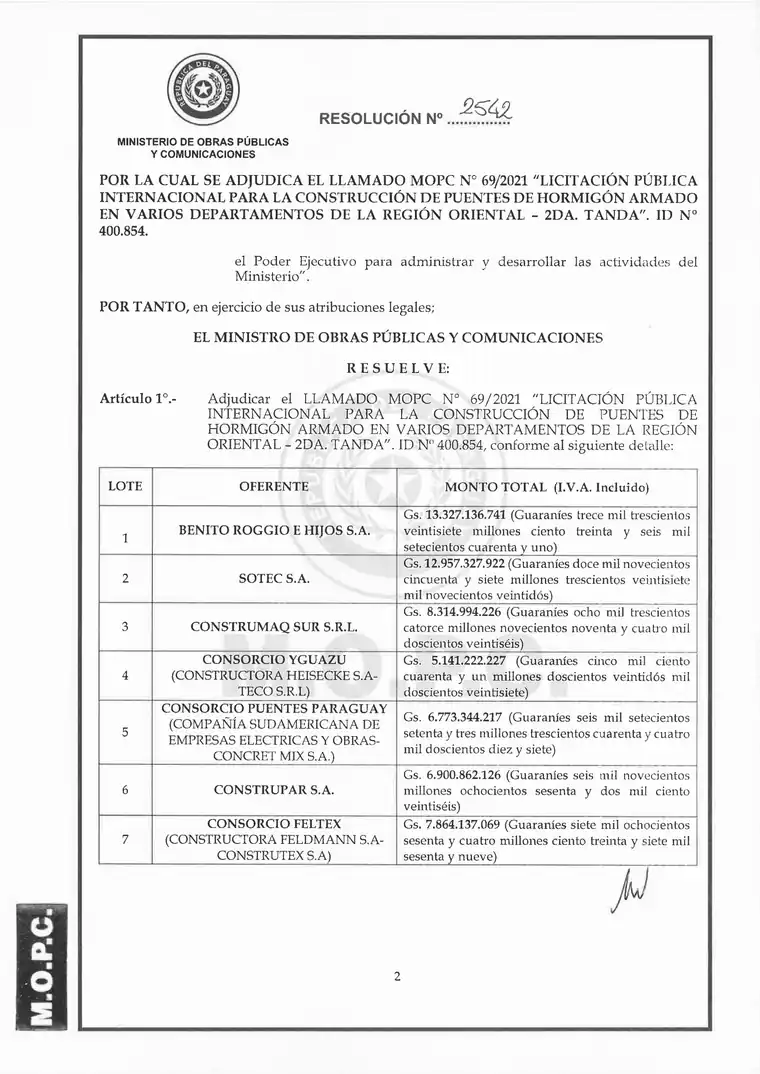 REPUBLICA DEL PARAGUAY
RESOLUCIÓN Nº 2542
MINISTERIO DE OBRAS PÚBLICAS
Y COMUNICACIONES
POR LA CUAL SE ADJUDICA EL LLAMADO MOPC N° 69/2021 "LICITACIÓN PÚBLICA
INTERNACIONAL PARA LA CONSTRUCCIÓN DE PUENTES DE HORMIGÓN ARMADO
EN VARIOS DEPARTAMENTOS DE LA REGIÓN ORIENTAL – 2DA. TANDA". ID N°
400.854.
el Poder Ejecutivo para administrar y desarrollar las actividades del
Ministerio".
POR TANTO, en ejercicio de sus atribuciones legales;
EL MINISTRO DE OBRAS PÚBLICAS Y COMUNICACIONES
R E S U E L V E:
Artículo 1°.- Adjudicar el LLAMADO MOPC N° 69/2021 "LICITACIÓN PÚBLICA
INTERNACIONAL PARA LA CONSTRUCCIÓN DE PUENTES DE
HORMIGÓN ARMADO EN VARIOS DEPARTAMENTOS DE LA REGIÓN
ORIENTAL – 2DA. TANDA". ID N° 400.854, conforme al siguiente detalle:
LOTE OFERENTE MONTO TOTAL (I.V.A. Incluido)
1 BENITO ROGGIO E HIJOS S.A. Gs. 13.327.136.741 (Guaraníes trece mil trescientos
veintisiete millones ciento treinta y seis mil
setecientos cuarenta y uno)
2 SOTEC S.A. Gs. 12.957.327.922 (Guaraníes doce mil novecientos
cincuenta y siete millones trescientos veintisiete
mil novecientos veintidós)
3 CONSTRUMAQ SUR S.R.L. Gs. 8.314.994.226 (Guaraníes ocho mil trescientos
catorce millones novecientos noventa y cuatro mil
doscientos veintiséis)
4 CONSORCIO YGUAZU
(CONSTRUCTORA HEISECKE S.A-
TECO S.R.L)
Gs. 5.141.222.227 (Guaraníes cinco mil ciento
cuarenta y un millones doscientos veintidós mil
doscientos veintisiete)
5 CONSORCIO PUENTES PARAGUAY
(COMPAÑÍA SUDAMERICANA DE
EMPRESAS ELECTRICAS Y OBRAS-
CONCRET MIX S.A.)
Gs. 6.773.344.217 (Guaraníes seis mil setecientos
setenta y tres millones trescientos cuarenta y cuatro
mil doscientos diez y siete)
6 CONSTRUPAR S.A. Gs. 6.900.862.126 (Guaraníes seis mil novecientos
millones ochocientos sesenta y dos mil ciento
veintiséis)
7 CONSORCIO FELTEX
(CONSTRUCTORA FELDMANN S.A-
CONSTRUTEX S.A)
Gs. 7.864.137.069 (Guaraníes siete mil ochocientos
sesenta y cuatro millones ciento treinta y siete mil
sesenta y nueve)
M.O.P.C.
2